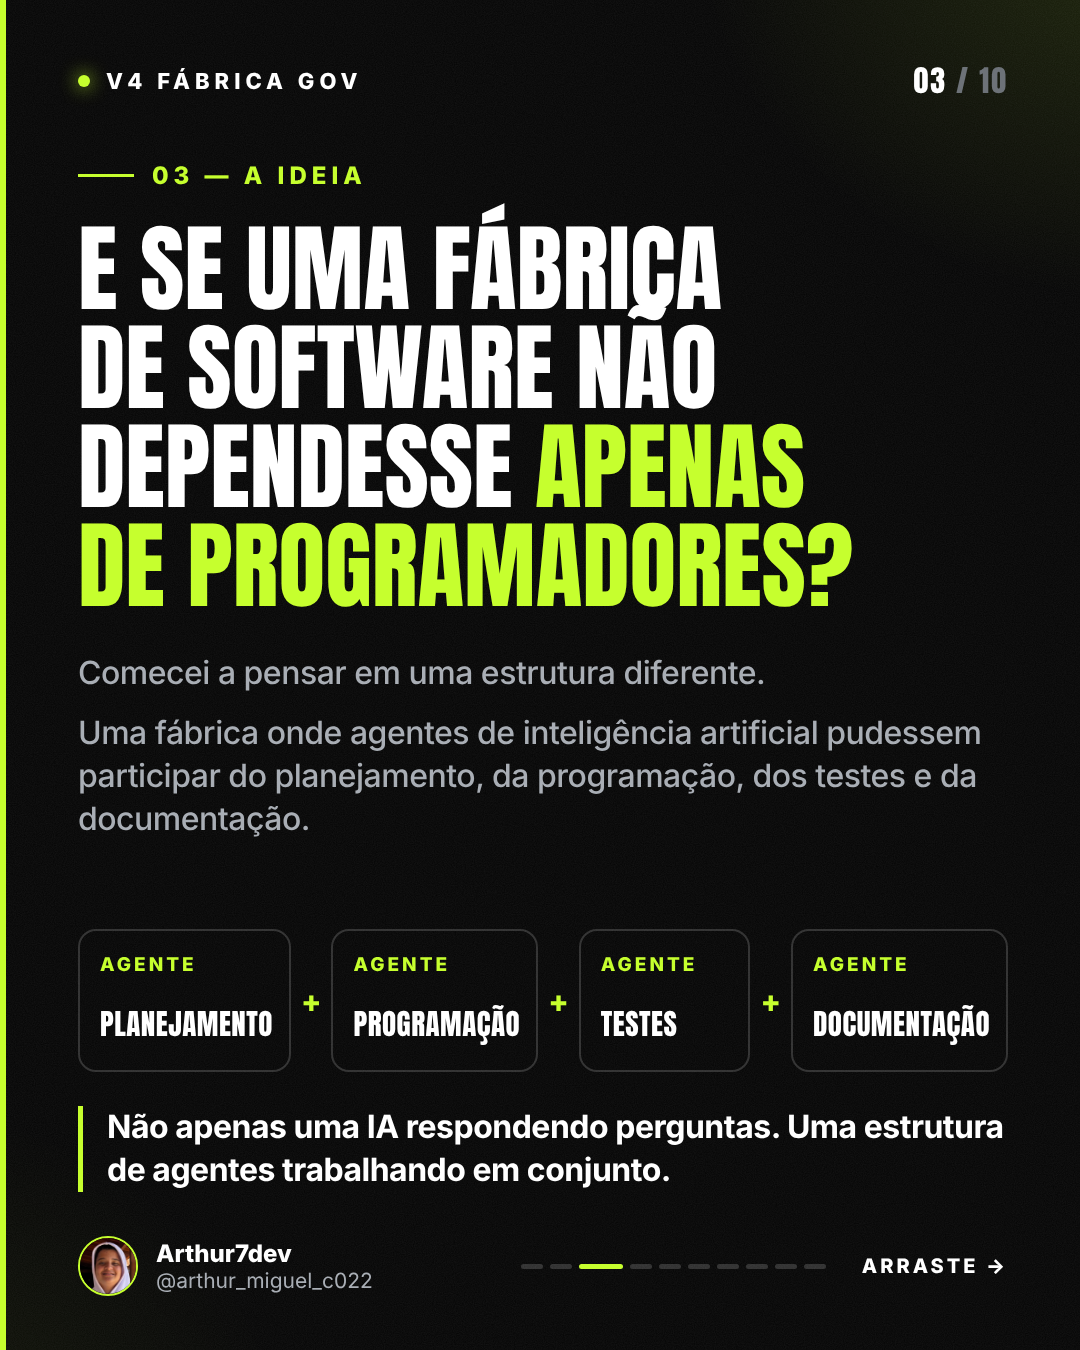 V4 FÁBRICA GOV
03 / 10
03 — A IDEIA
E SE UMA FÁBRICA
DE SOFTWARE NÃO
DEPENDESSE APENAS
DE PROGRAMADORES?
Comecei a pensar em uma estrutura diferente.
Uma fábrica onde agentes de inteligência artificial pudessem
participar do planejamento, da programação, dos testes e da
documentação.
AGENTE
PLANEJAMENTO
+
AGENTE
PROGRAMAÇÃO
+
AGENTE
TESTES
+
AGENTE
DOCUMENTAÇÃO
Não apenas uma IA respondendo perguntas. Uma estrutura
de agentes trabalhando em conjunto.
Arthur7dev
@arthur_miguel_c022
ARRASTE →